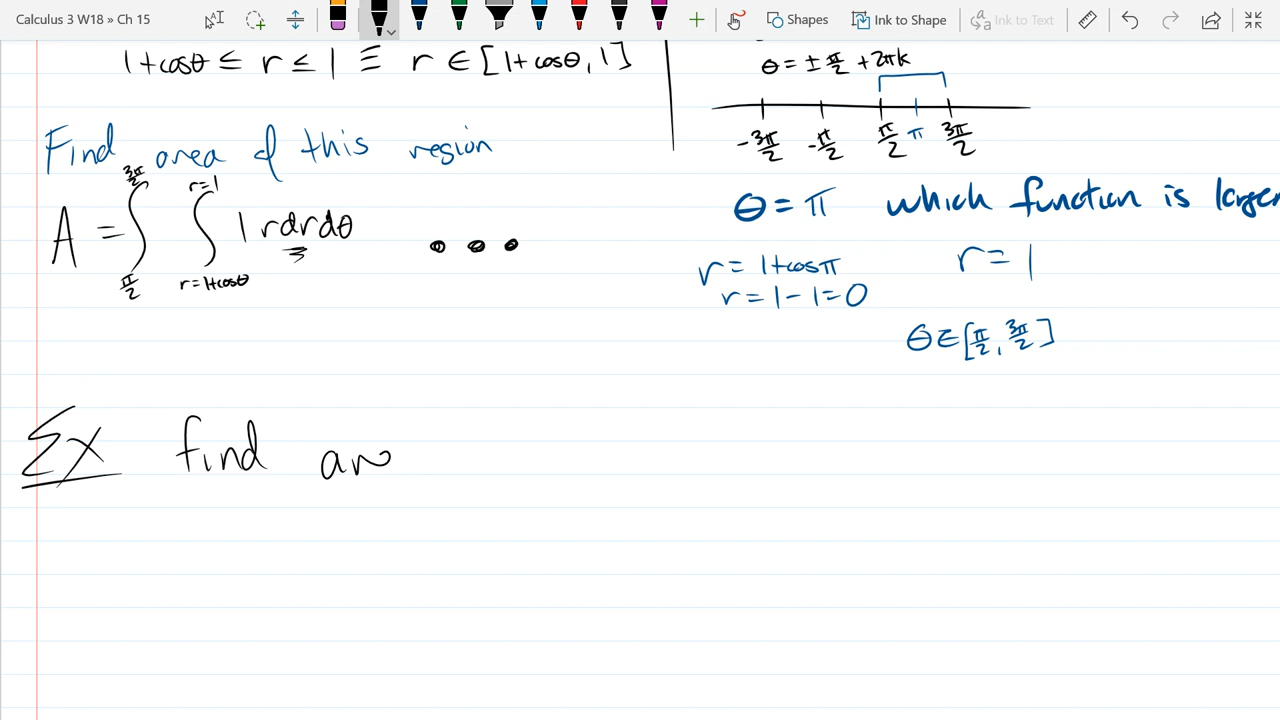 Calculus 3 W18 » Ch 15
Shapes
Ink to Shape
Ink to Text
1+cosθ ≤ r ≤ 1 ≡ r ∈ [1+cosθ, 1]
Find area of this region
A = ∫_{π/2}^{3π/2} ∫_{r=1+cosθ}^{r=1} 1 r dr dθ • • •
θ = ± π/2 + 2πk
-3π/2 -π/2 π/2 π 3π/2
θ = π which function is larger
r = 1+cosπ r = 1
r = 1 - 1 = 0
θ ∈ [π/2, 3π/2]
Ex find